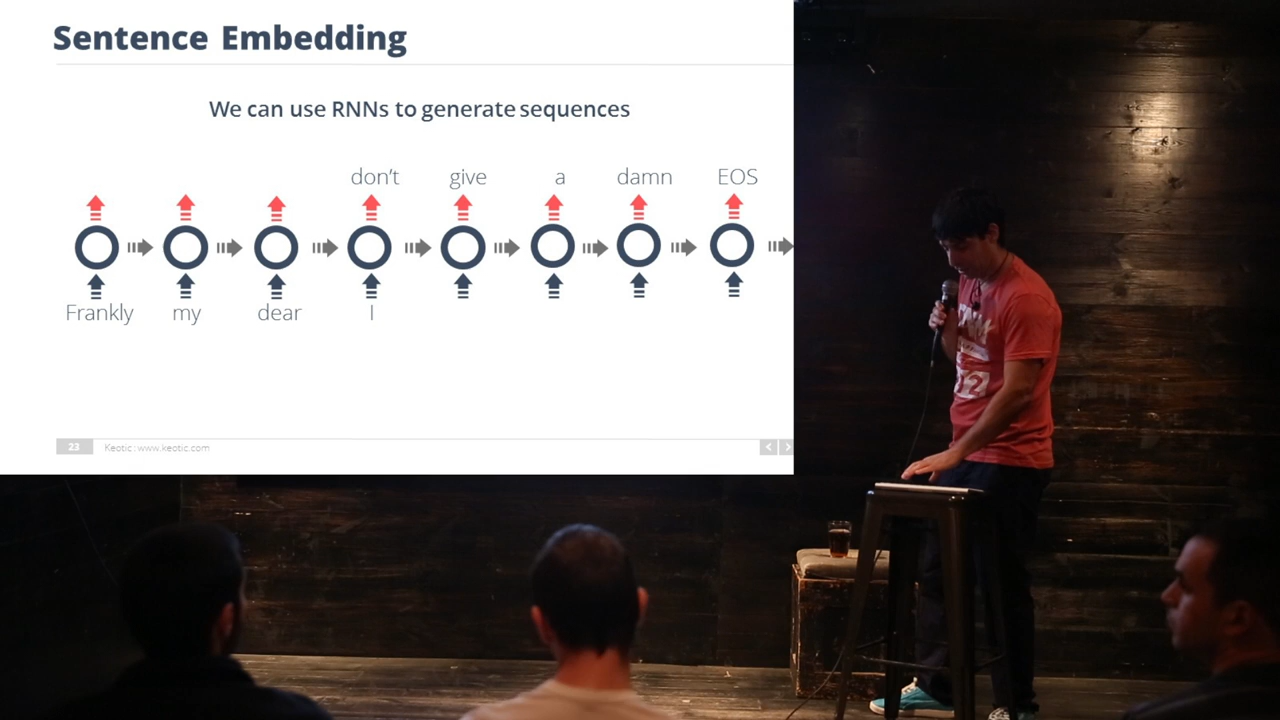 Sentence Embedding
We can use RNNs to generate sequences
don't give a damn EOS
Frankly my dear I
23 Keotic : www.keotic.com